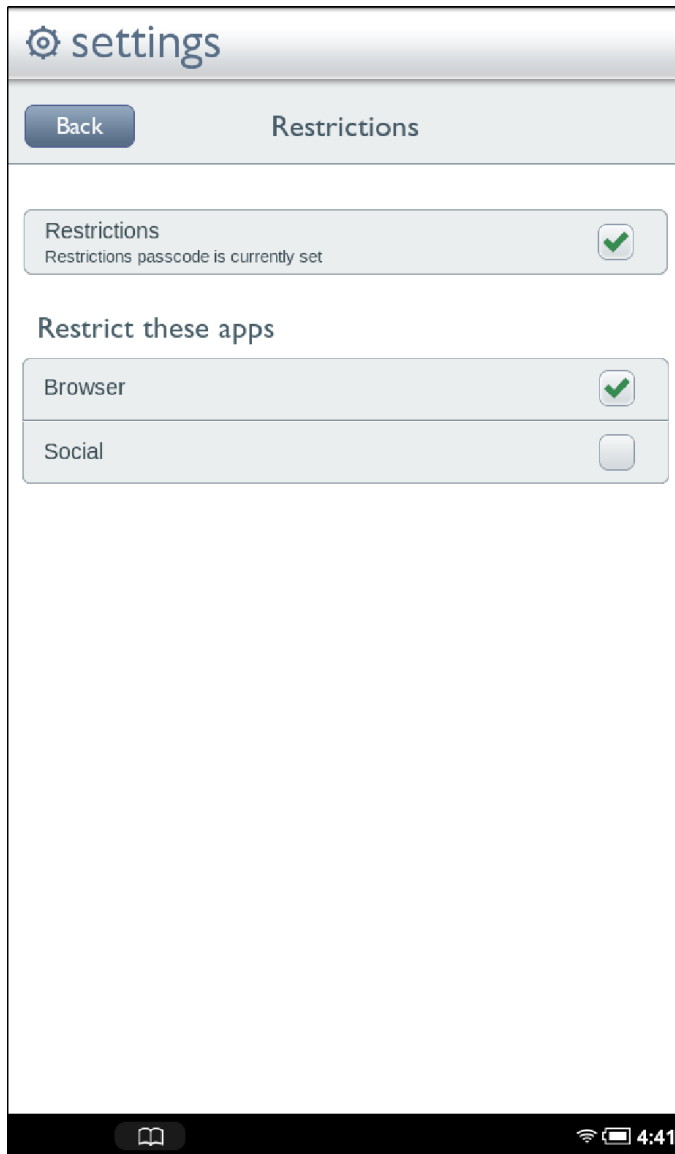 settings
Back
Restrictions
Restrictions
Restrictions passcode is currently set
Restrict these apps
Browser
Social
4:41